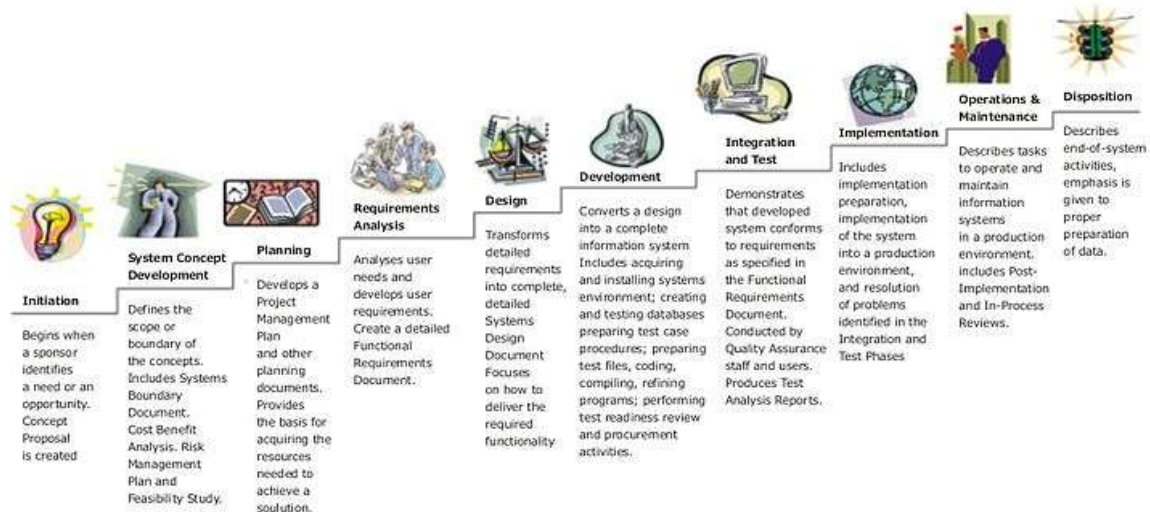 Initiation
Begins when
a sponsor
identifies
a need or an
opportunity.
Concept
Proposal
is created
System Concept
Development
Defines the
scope or
boundary of
the concepts.
Includes Systems
Boundary
Document.
Cost Benefit
Analysis. Risk
Management
Plan and
Feasibility Study.
Planning
Develops a
Project
Management
Plan
and other
planning
documents.
Provides
the basis for
acquiring the
resources
needed to
achieve a
soulution.
Requirements
Analysis
Analyses user
needs and
develops user
requirements.
Create a detailed
Functional
Requirements
Document.
Design
Transforms
detailed
requirements
into complete,
detailed
Systems
Design
Document
Focuses
on how to
deliver the
required
functionality
Development
Converts a design
into a complete
information system
Includes acquiring
and installing systems
environment; creating
and testing databases
preparing test case
procedures; preparing
test files, coding,
compiling, refining
programs; performing
test readiness review
and procurement
activities.
Integration
and Test
Demonstrates
that developed
system conforms
to requirements
as specified in
the Functional
Requirements
Document.
Conducted by
Quality Assurance
staff and users.
Produces Test
Analysis Reports.
Implementation
Includes
implementation
preparation,
implementation
of the system
into a production
environment,
and resolution
of problems
identified in the
Integration and
Test Phases
Operations &
Maintenance
Describes tasks
to operate and
maintain
information
systems
in a production
environment.
includes Post-
Implementation
and In-Process
Reviews.
Disposition
Describes
end-of-system
activities,
emphasis is
given to
proper
preparation
of data.